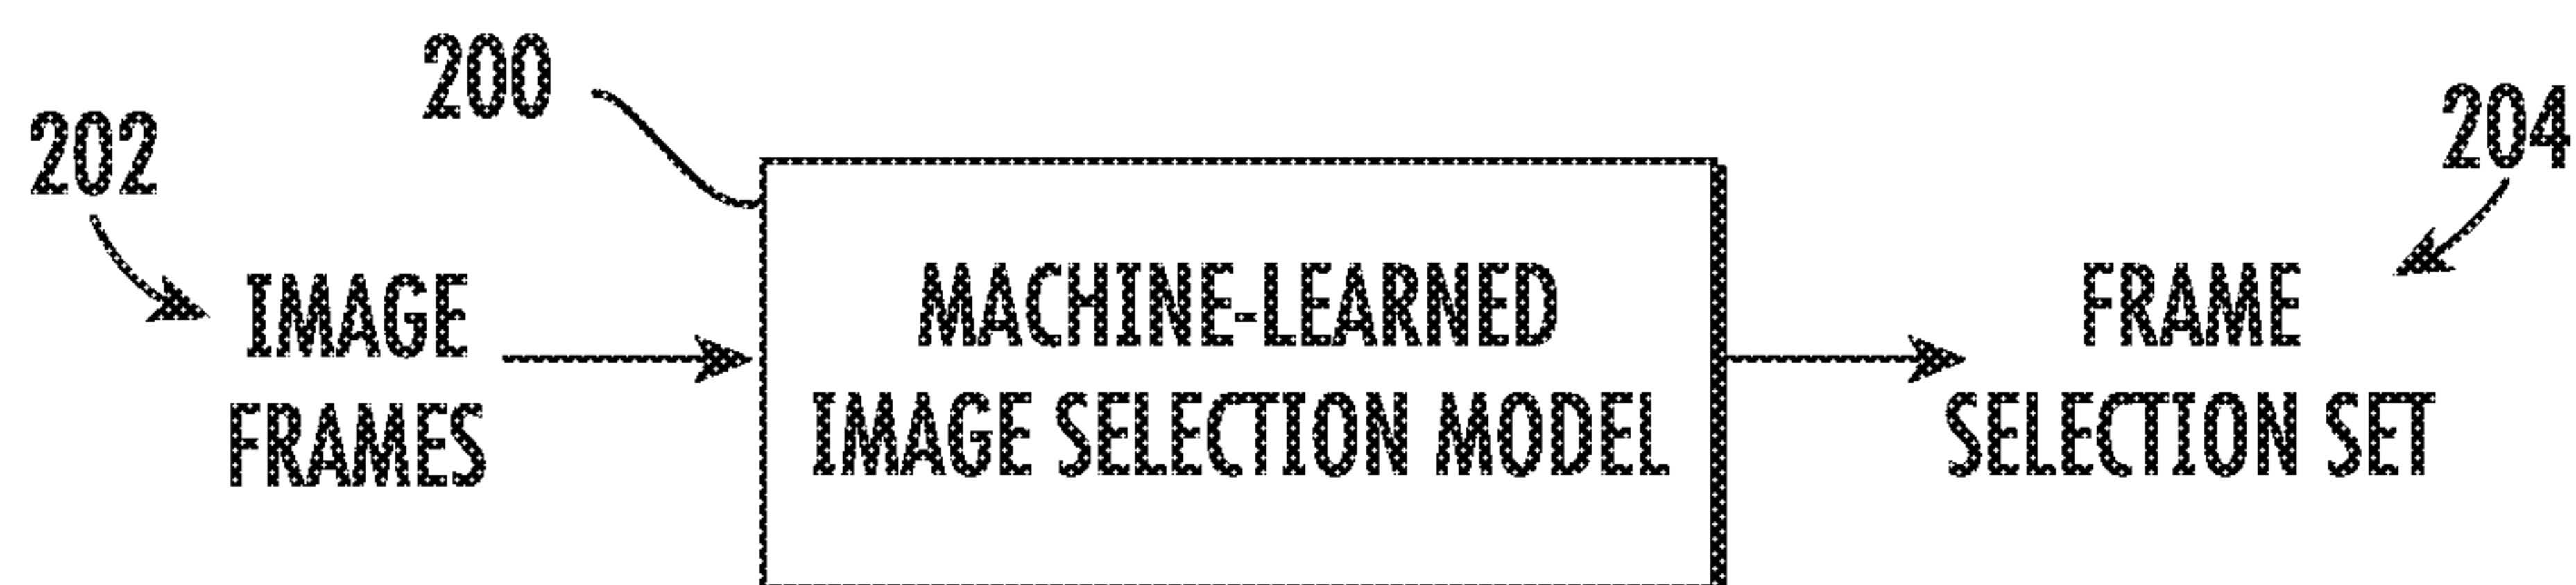 200
202
204
IMAGE
FRAMES
MACHINE-LEARNED
IMAGE SELECTION MODEL
FRAME
SELECTION SET